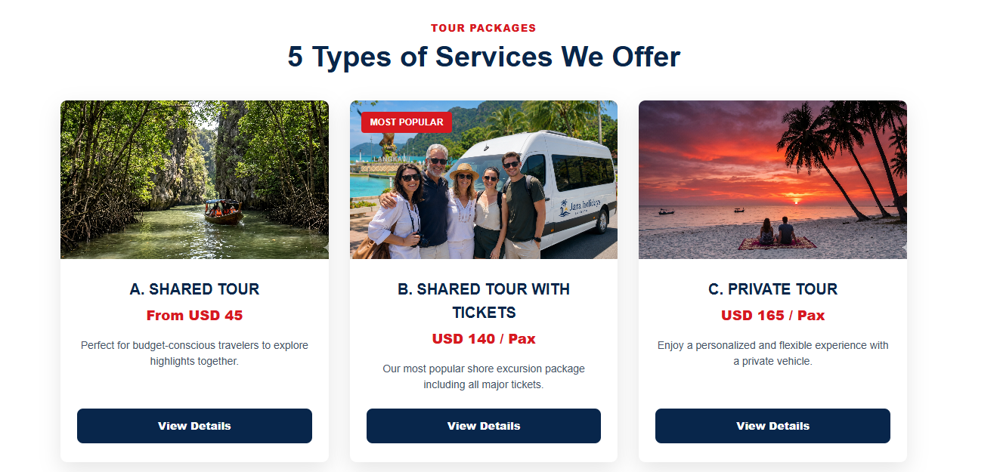 TOUR PACKAGES
5 Types of Services We Offer
MOST POPULAR
LANGKAWI
Jara holidays
A. SHARED TOUR
From USD 45
Perfect for budget-conscious travelers to explore
highlights together.
View Details
B. SHARED TOUR WITH
TICKETS
USD 140 / Pax
Our most popular shore excursion package
including all major tickets.
View Details
C. PRIVATE TOUR
USD 165 / Pax
Enjoy a personalized and flexible experience with
a private vehicle.
View Details